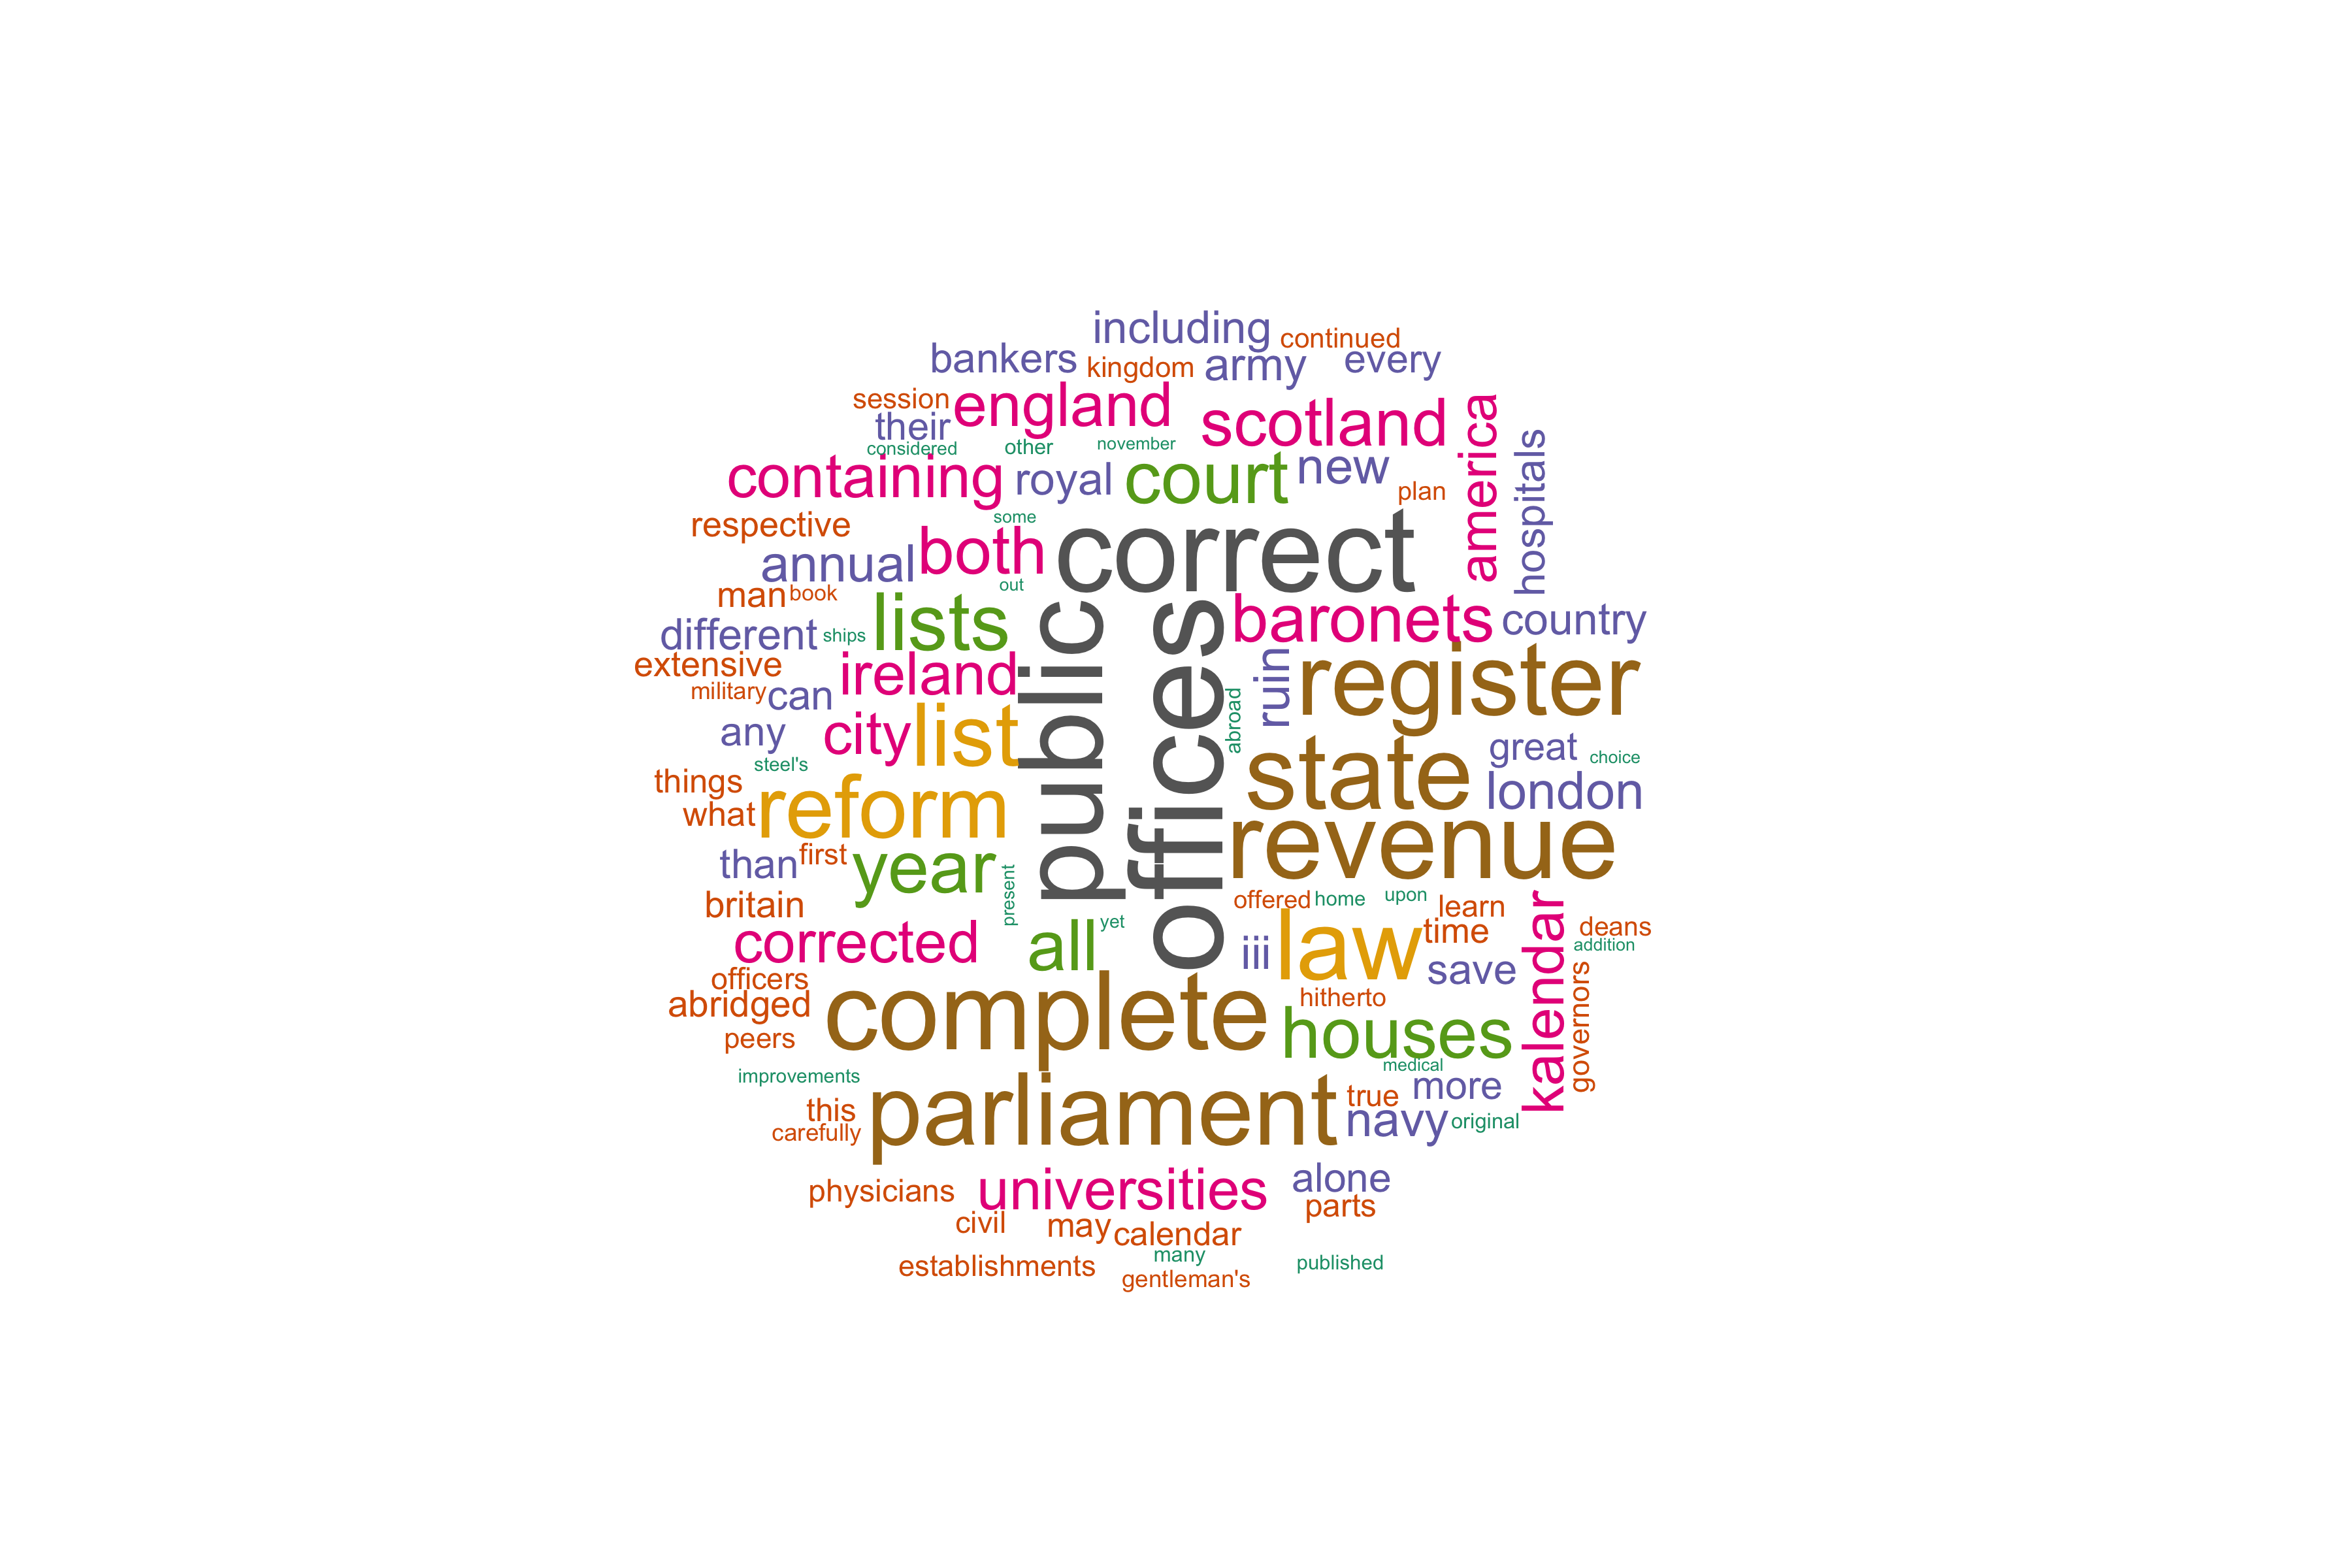 including
continued
bankers
kingdom
army
every
session
england
scotland
america
their
hospitals
considered
other
november
containing
royal
court
new
plan
respective
some
both
correct
annual
out
man
book
lists
public
offices
baronets
country
different
ships
extensive
ireland
ruin
register
military
can
abroad
any
city
list
great
choice
steel's
state
things
london
what
reform
revenue
than
first
year
present
offered
home
upon
learn
britain
kalendar
deans
corrected
all
yet
iii
law
time
addition
save
officers
abridged
complete
hitherto
governors
peers
houses
medical
improvements
true
more
this
parliament
navy
original
carefully
physicians
universities
alone
parts
civil
may
calendar
many
establishments
gentleman's
published